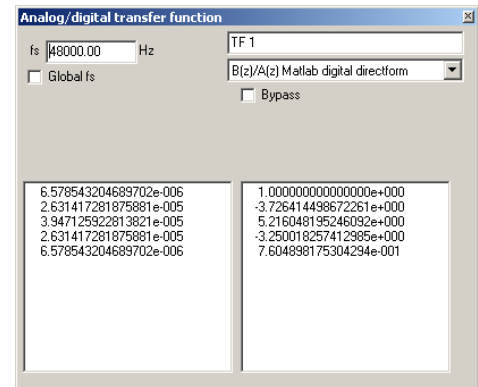 Analog/digital transfer function
fs 48000.00 Hz
TF 1
Global fs
B(z)/A(z) Matlab digital directform
Bypass
6.578543204689702e-006
2.631417281875881e-005
3.947125922813821e-005
2.631417281875881e-005
6.578543204689702e-006
1.000000000000000e+000
-3.726414498672261e+000
5.216048195246092e+000
-3.250018257412985e+000
7.604898175304294e-001